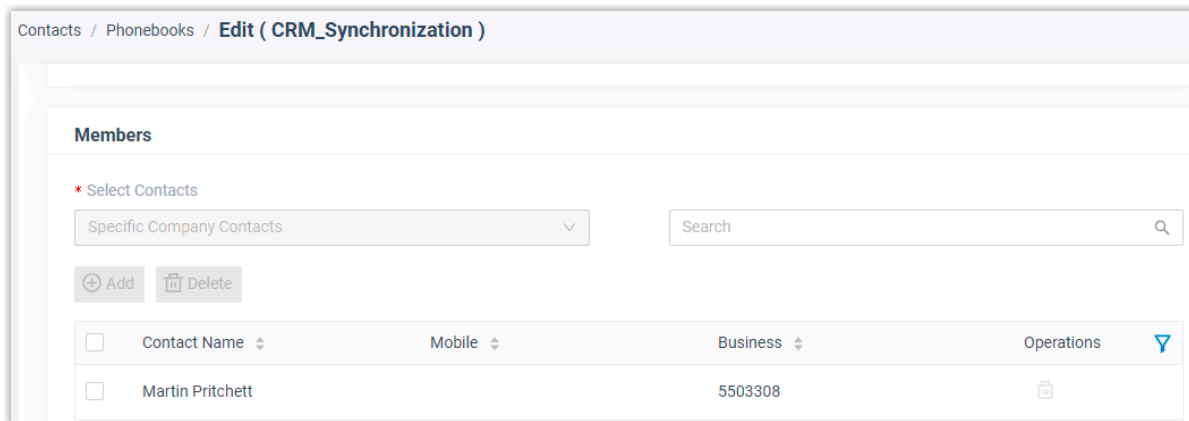 Contacts / Phonebooks / Edit ( CRM_Synchronization )
Members
* Select Contacts
Specific Company Contacts
Search
Add Delete
Contact Name Mobile Business Operations
Martin Pritchett 5503308